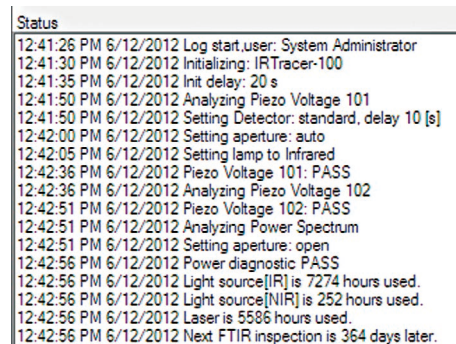 Status
12:41:26 PM 6/12/2012 Log start,user: System Administrator
12:41:30 PM 6/12/2012 Initializing: IRTracer-100
12:41:35 PM 6/12/2012 Init delay: 20 s
12:41:50 PM 6/12/2012 Analyzing Piezo Voltage 101
12:41:50 PM 6/12/2012 Setting Detector: standard, delay 10 [s]
12:42:00 PM 6/12/2012 Setting aperture: auto
12:42:05 PM 6/12/2012 Setting lamp to Infrared
12:42:36 PM 6/12/2012 Piezo Voltage 101: PASS
12:42:36 PM 6/12/2012 Analyzing Piezo Voltage 102
12:42:51 PM 6/12/2012 Piezo Voltage 102: PASS
12:42:51 PM 6/12/2012 Analyzing Power Spectrum
12:42:51 PM 6/12/2012 Setting aperture: open
12:42:56 PM 6/12/2012 Power diagnostic PASS
12:42:56 PM 6/12/2012 Light source[IR] is 7274 hours used.
12:42:56 PM 6/12/2012 Light source[NIR] is 252 hours used.
12:42:56 PM 6/12/2012 Laser is 5586 hours used.
12:42:56 PM 6/12/2012 Next FTIR inspection is 364 days later.